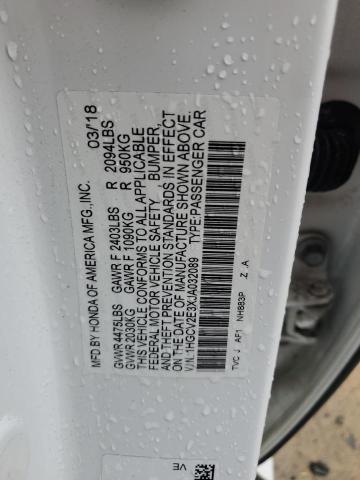 MFD BY HONDA OF AMERICA MFG.,INC. 03/18
GVWR 4475LBS GAWR F 2403LBS R 2094LBS
GVWR 2030KG GAWR F 1090KG R 950KG
THIS VEHICLE CONFORMS TO ALL APPLICABLE
FEDERAL MOTOR VEHICLE SAFETY, BUMPER,
AND THEFT PREVENTION STANDARDS IN EFFECT
ON THE DATE OF MANUFACTURE SHOWN ABOVE.
V.I.N.: 1HGCV2E3XJA032089 TYPE:PASSENGER CAR
TVC J AF1 NH883P Z A
VE